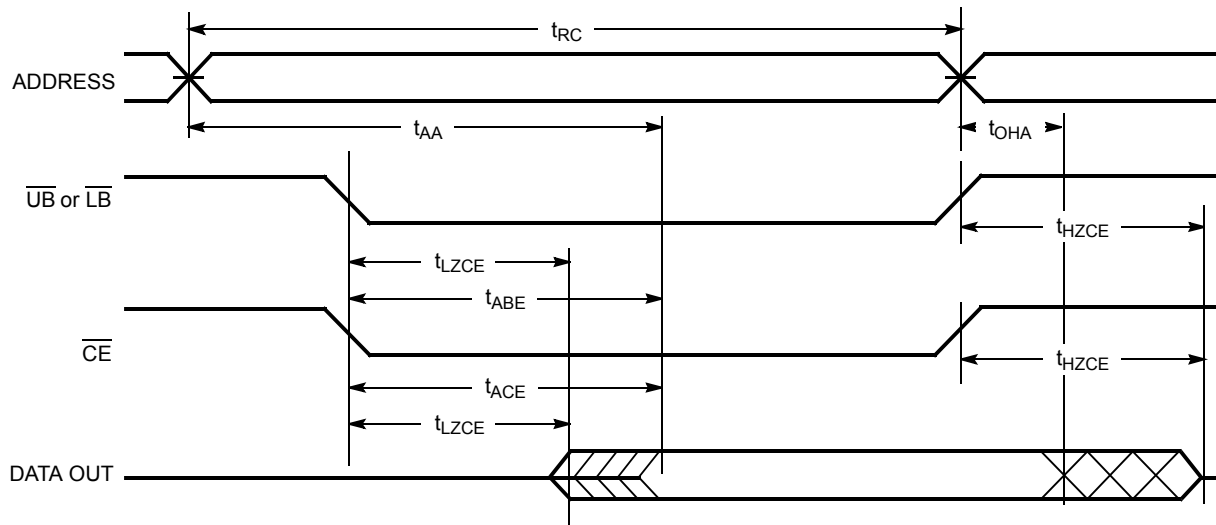 tRC
ADDRESS
tAA
tOHA
UB or LB
tHZCE
tLZCE
tABE
CE
tHZCE
tACE
tLZCE
DATA OUT